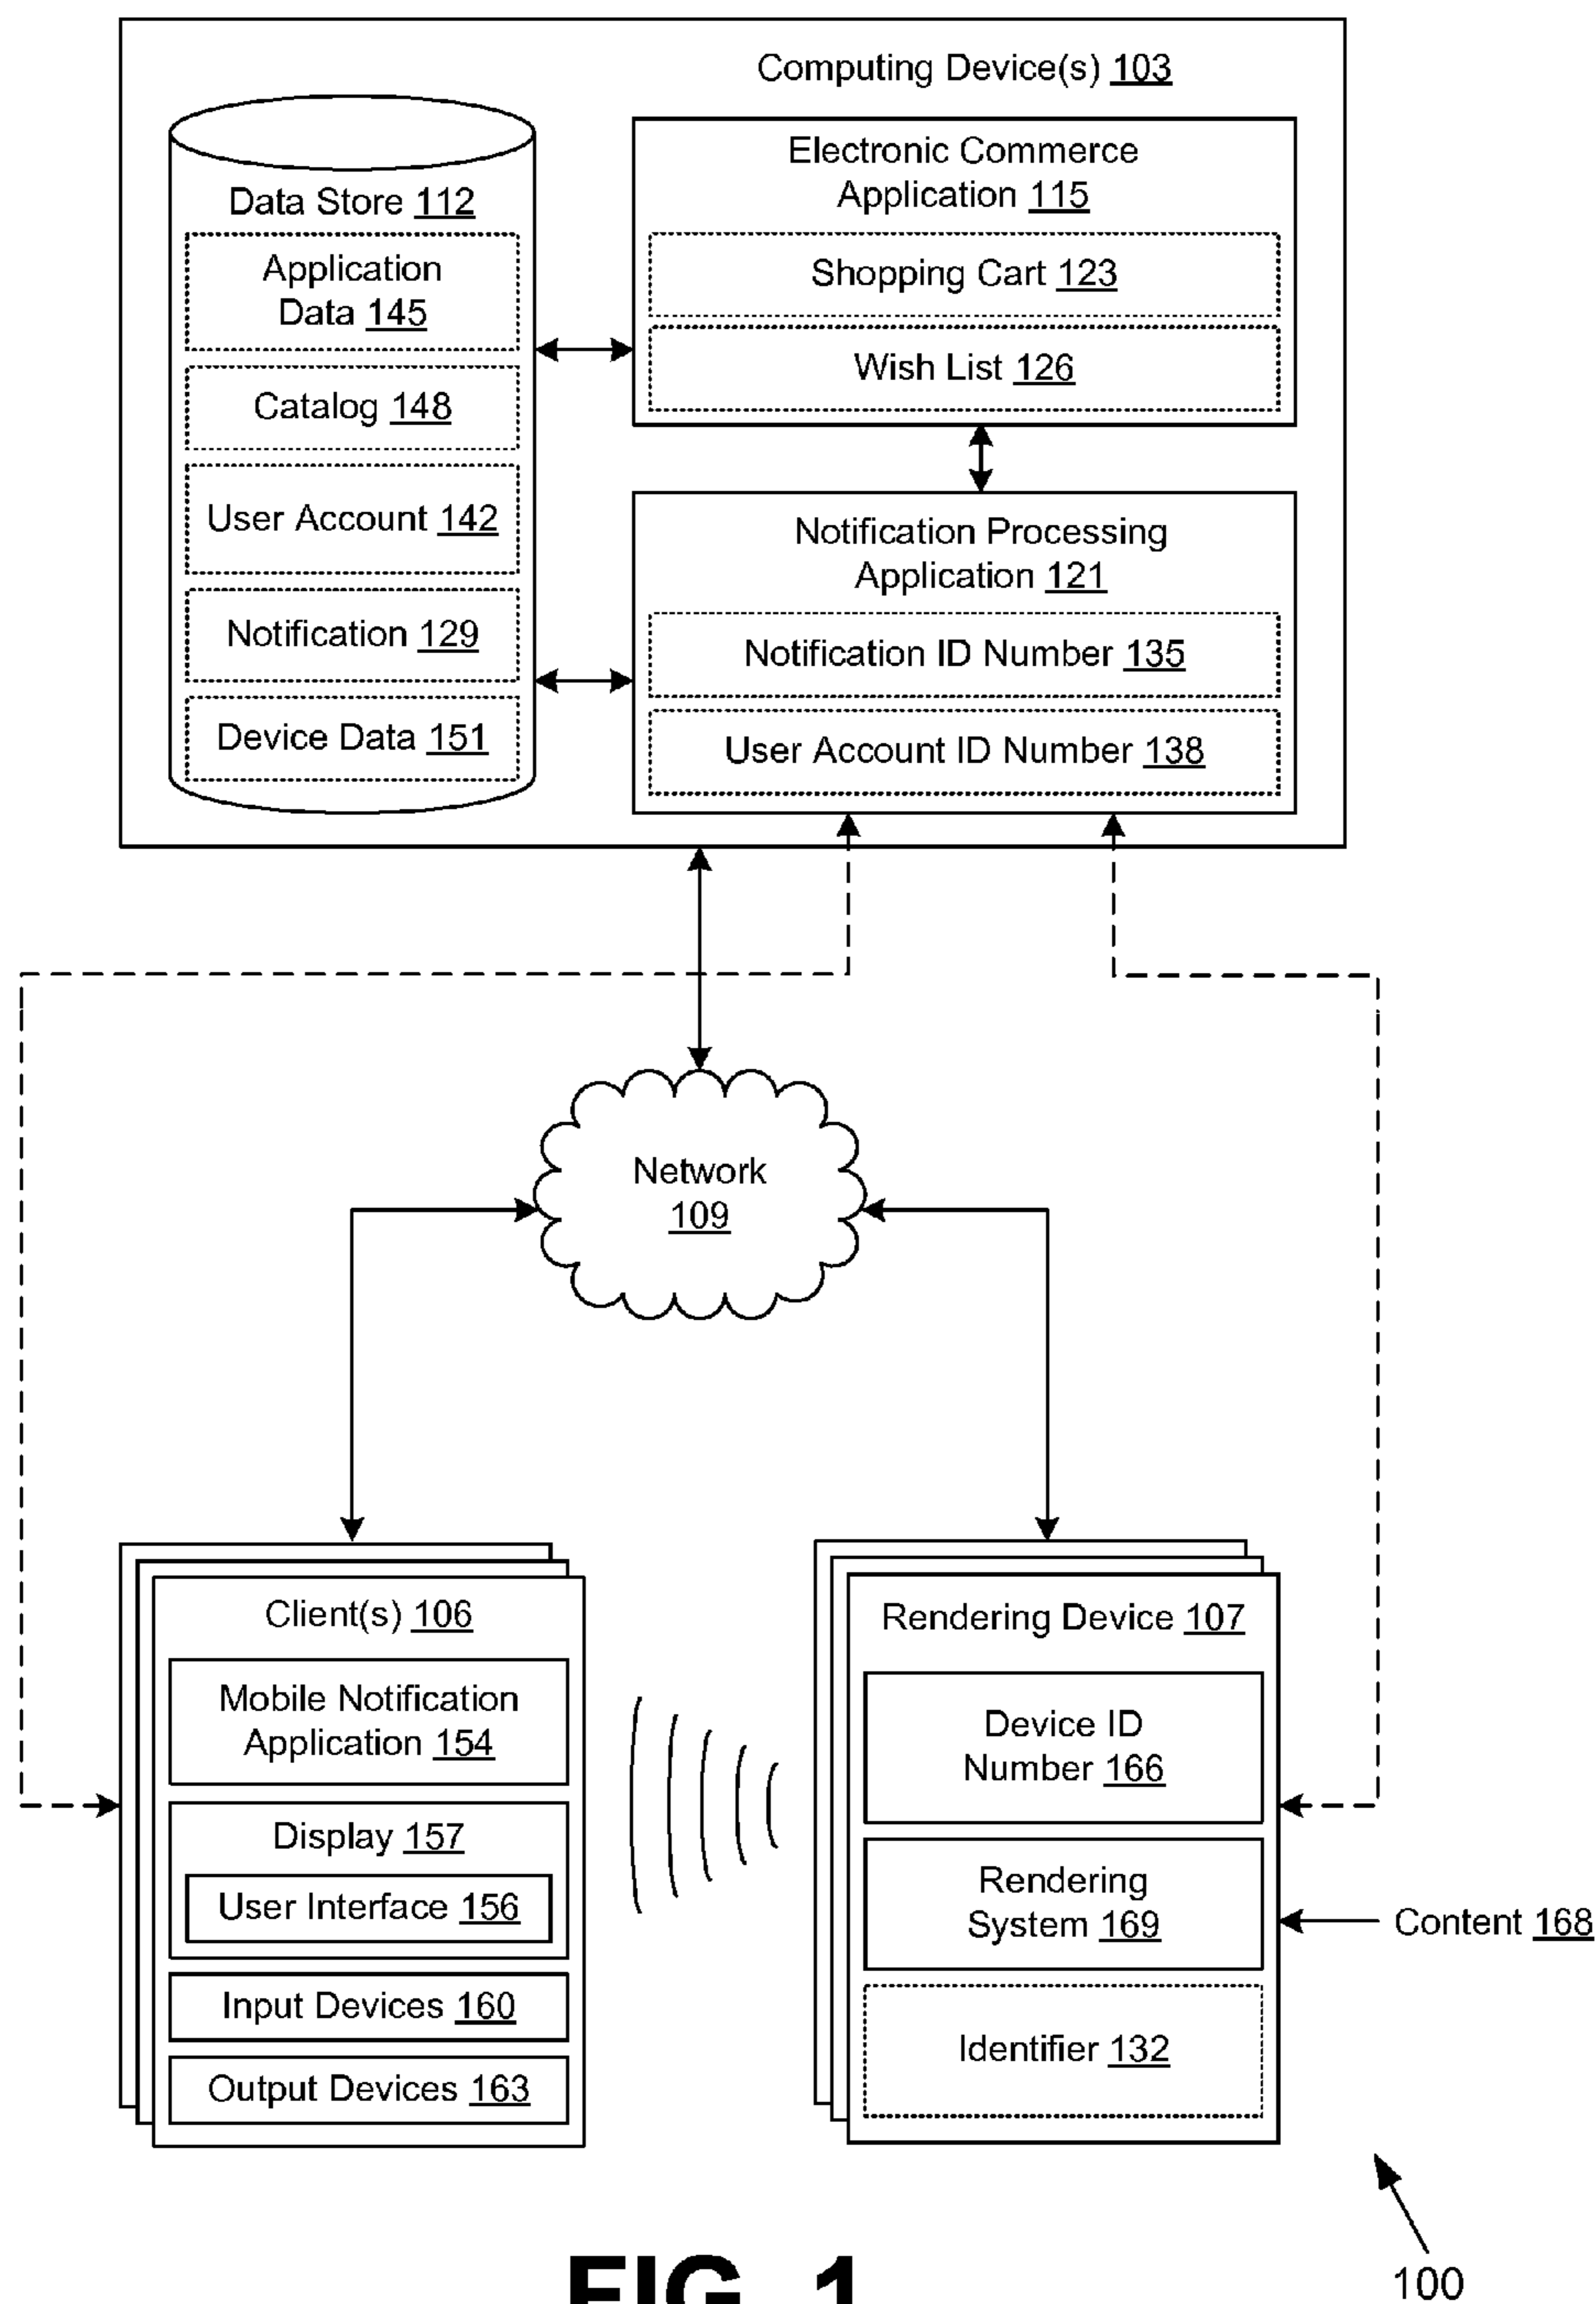 Computing Device(s) 103
Data Store 112
Application
Data 145
Catalog 148
User Account 142
Notification 129
Device Data 151
Electronic Commerce
Application 115
Shopping Cart 123
Wish List 126
Notification Processing
Application 121
Notification ID Number 135
User Account ID Number 138
Network
109
Client(s) 106
Mobile Notification
Application 154
Display 157
User Interface 156
Input Devices 160
Output Devices 163
Rendering Device 107
Device ID
Number 166
Rendering
System 169
Identifier 132
Content 168
100
FIG. 1